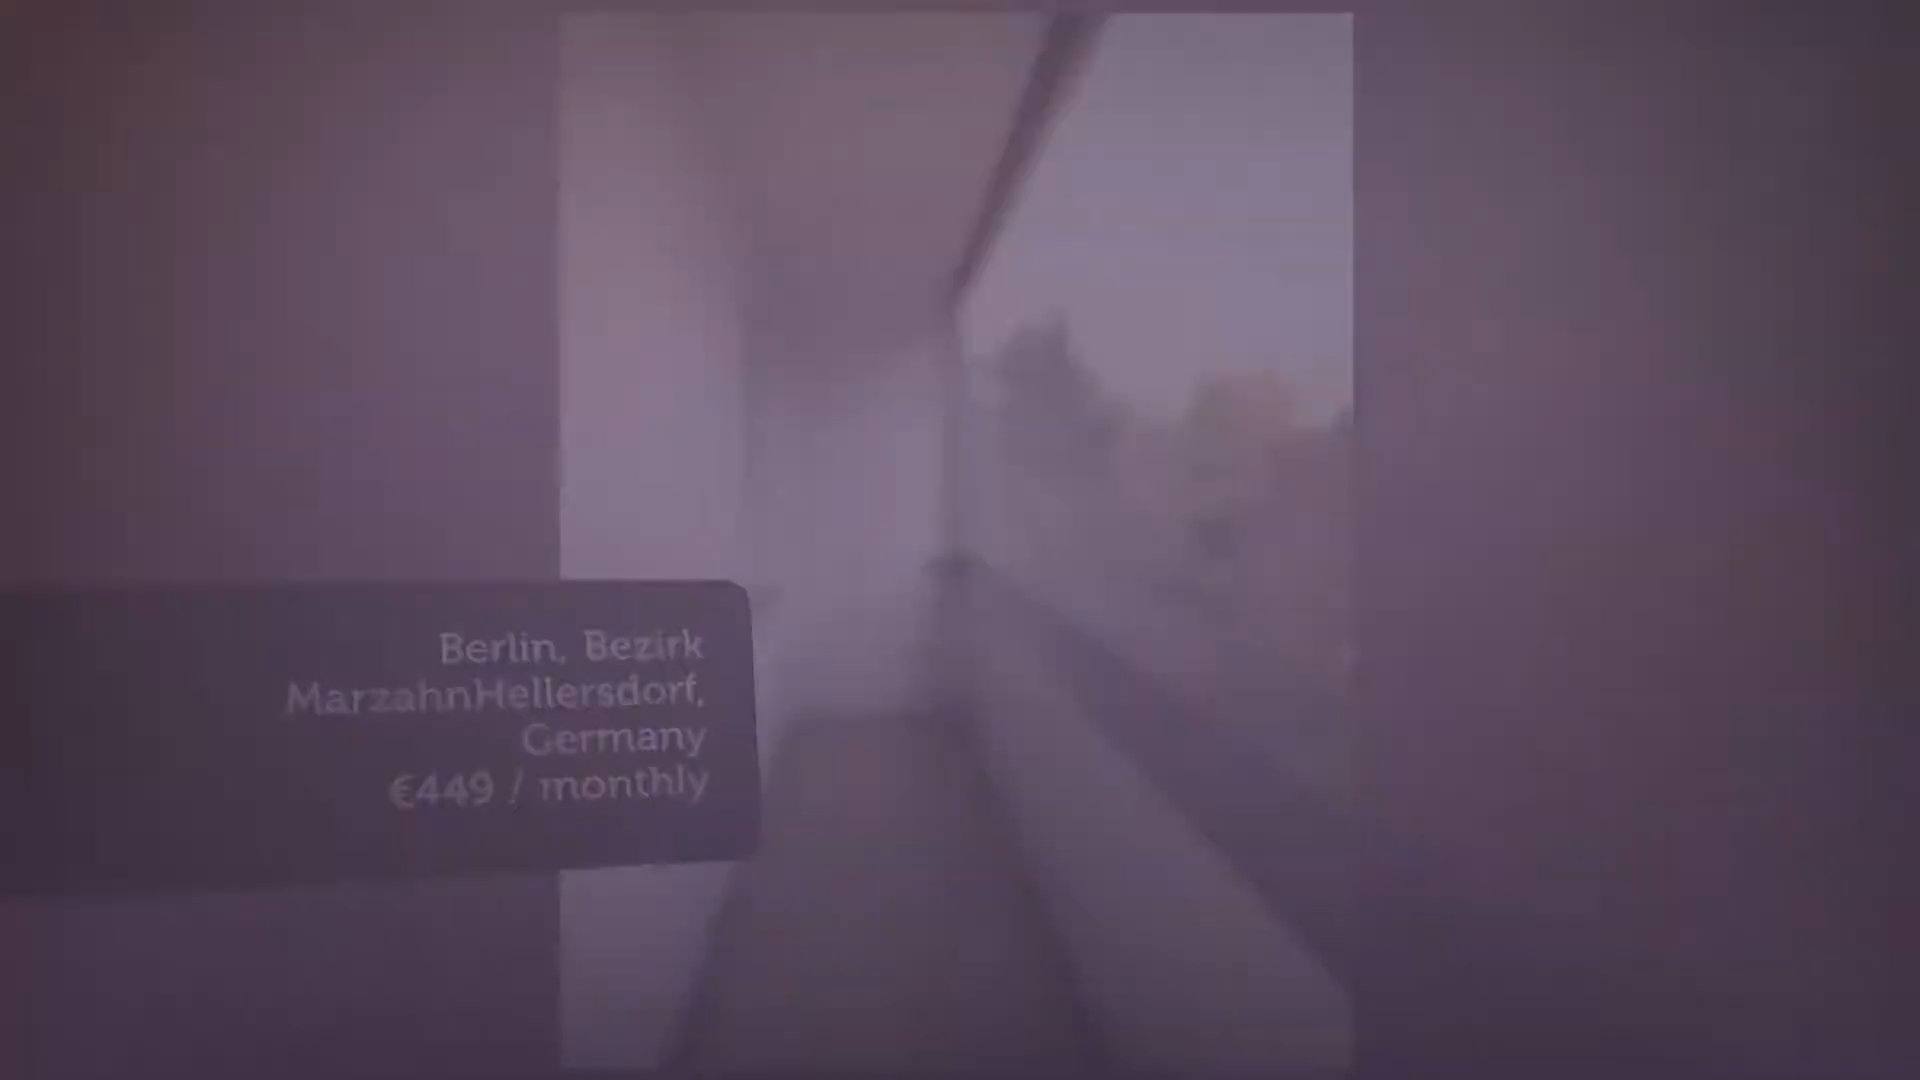 Berlin, Bezirk
MarzahnHellersdorf,
Germany
€449 / monthly